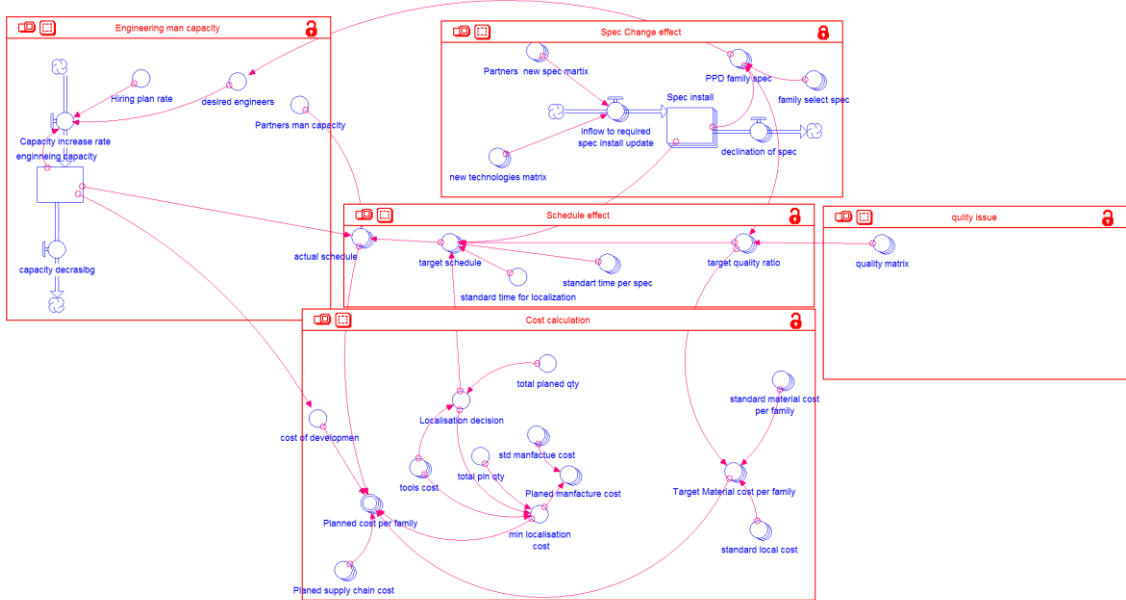 Engineering man capacity
Hiring plan rate
desired engineers
Partners man capacity
Capacity increase rate
enginneing capacity
capacity decrasibg
Spec Change effect
Partners  new spec martix
PPD family spec
family select spec
Spec install
inflow to required
spec install update
declination of spec
new technologies matrix
Schedule effect
actual schedule
target schedule
target quality ratio
standart time per spec
standard time for localization
qulity issue
quality matrix
Cost calculation
total planed qty
standard material cost
per family
Localisation decision
cost of developmen
std manfactue cost
total pln qty
tools cost
Planed manfacture cost
Target Material cost per family
Planned cost per family
min localisation
cost
standard local cost
Planed supply chain cost